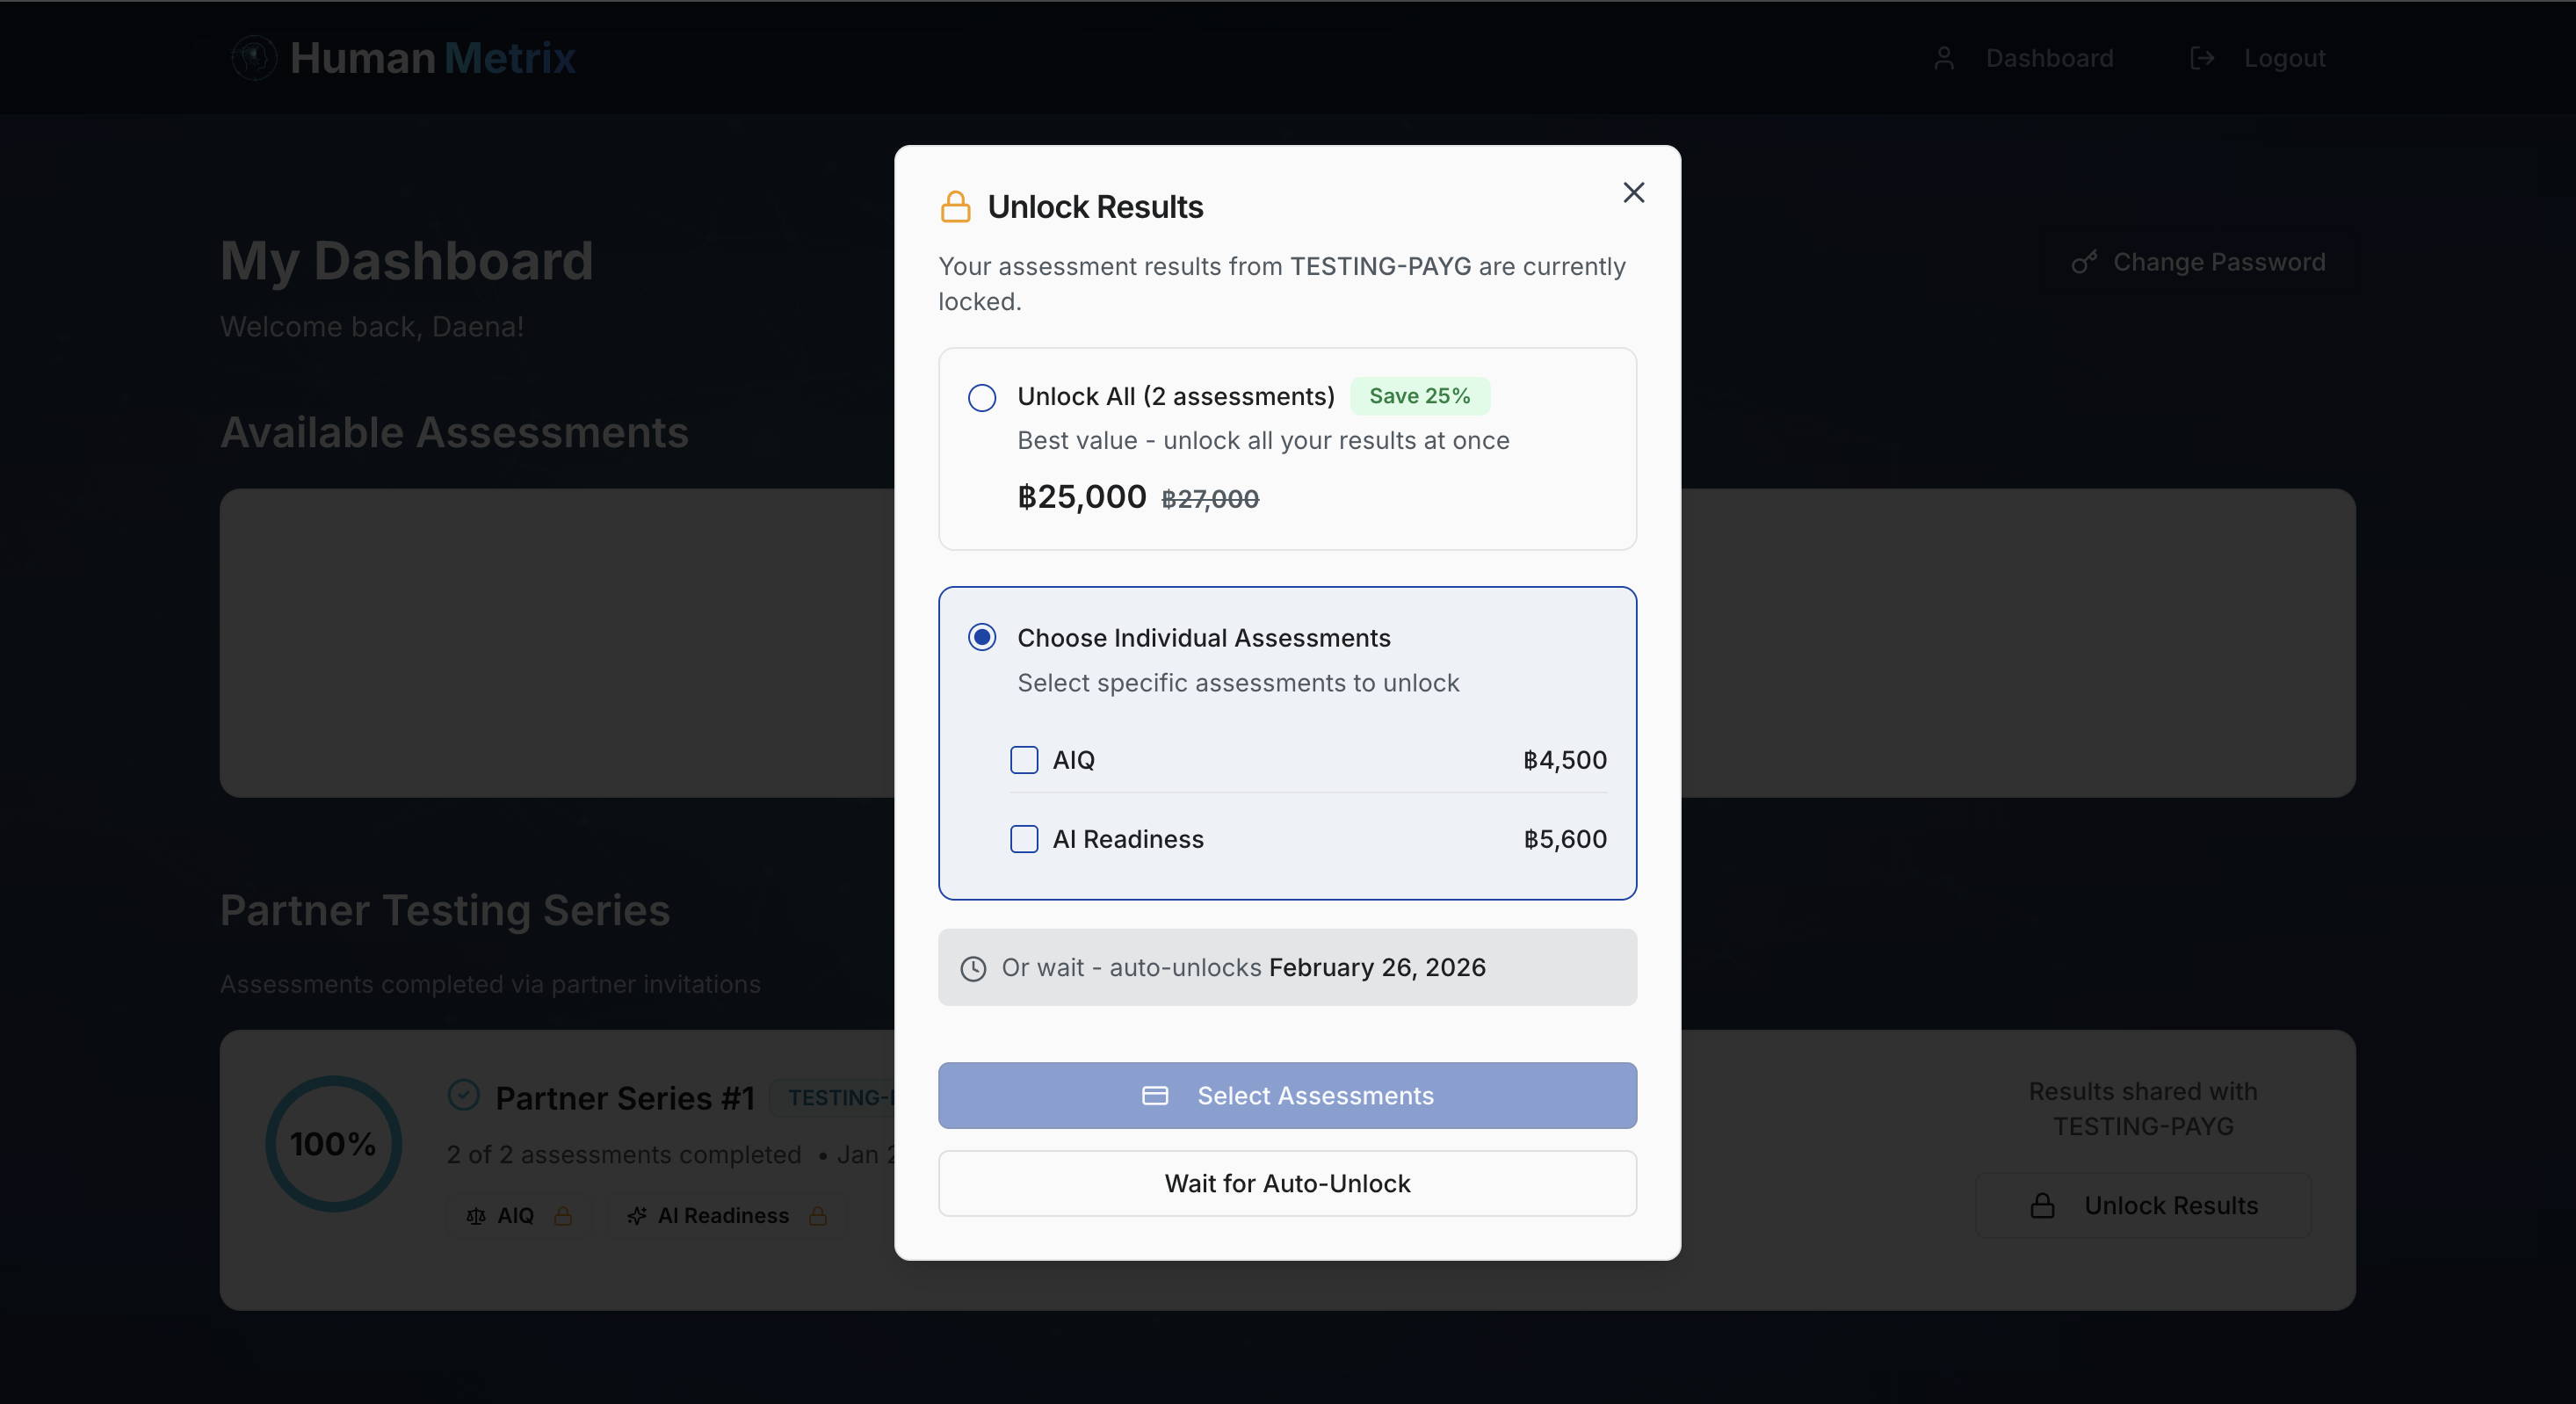 Human Metrix
Dashboard
Logout
My Dashboard
Change Password
Welcome back, Daena!
Available Assessments
Unlock Results
Your assessment results from TESTING-PAYG are currently
locked.
Unlock All (2 assessments) Save 25%
Best value - unlock all your results at once
฿25,000 ฿27,000
Choose Individual Assessments
Select specific assessments to unlock
AIQ ฿4,500
AI Readiness ฿5,600
Or wait - auto-unlocks February 26, 2026
Select Assessments
Wait for Auto-Unlock
Partner Testing Series
Assessments completed via partner invitations
100%
Partner Series #1 TESTING-
2 of 2 assessments completed • Jan 2
AIQ
AI Readiness
Results shared with
TESTING-PAYG
Unlock Results